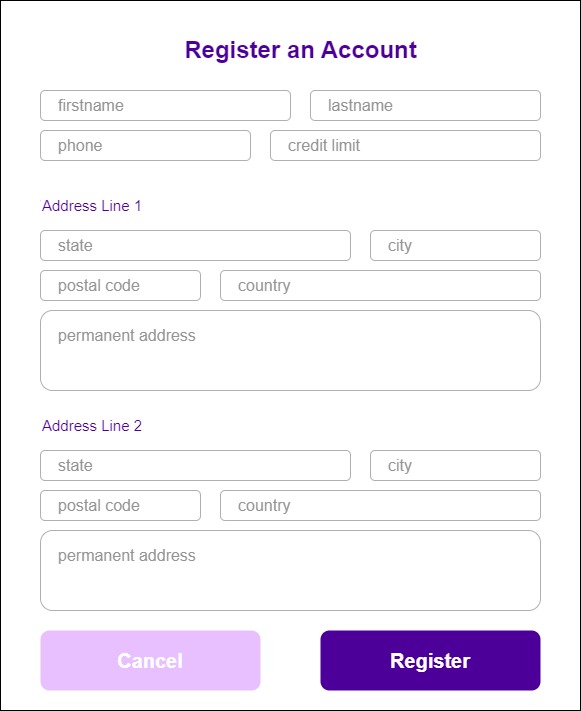 Register an Account
firstname lastname
phone credit limit
Address Line 1
state city
postal code country
permanent address
Address Line 2
state city
postal code country
permanent address
Cancel Register